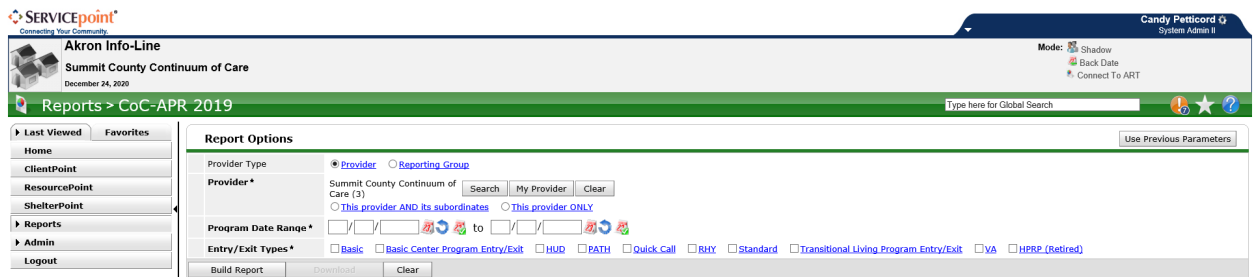 SERVICEpoint®
Connecting Your Community.
Candy Petticord
System Admin II
Akron Info-Line
Summit County Continuum of Care
December 24, 2020
Mode: Shadow
Back Date
Connect To ART
Reports > CoC-APR 2019
Type here for Global Search
Last Viewed Favorites
Home
ClientPoint
ResourcePoint
ShelterPoint
Reports
Admin
Logout
Report Options
Use Previous Parameters
Provider Type Provider Reporting Group
Provider* Summit County Continuum of Care (3) Search My Provider Clear
This provider AND its subordinates This provider ONLY
Program Date Range* / / to / /
Entry/Exit Types* Basic Basic Center Program Entry/Exit HUD PATH Quick Call RHY Standard Transitional Living Program Entry/Exit VA HPRP (Retired)
Build Report Download Clear